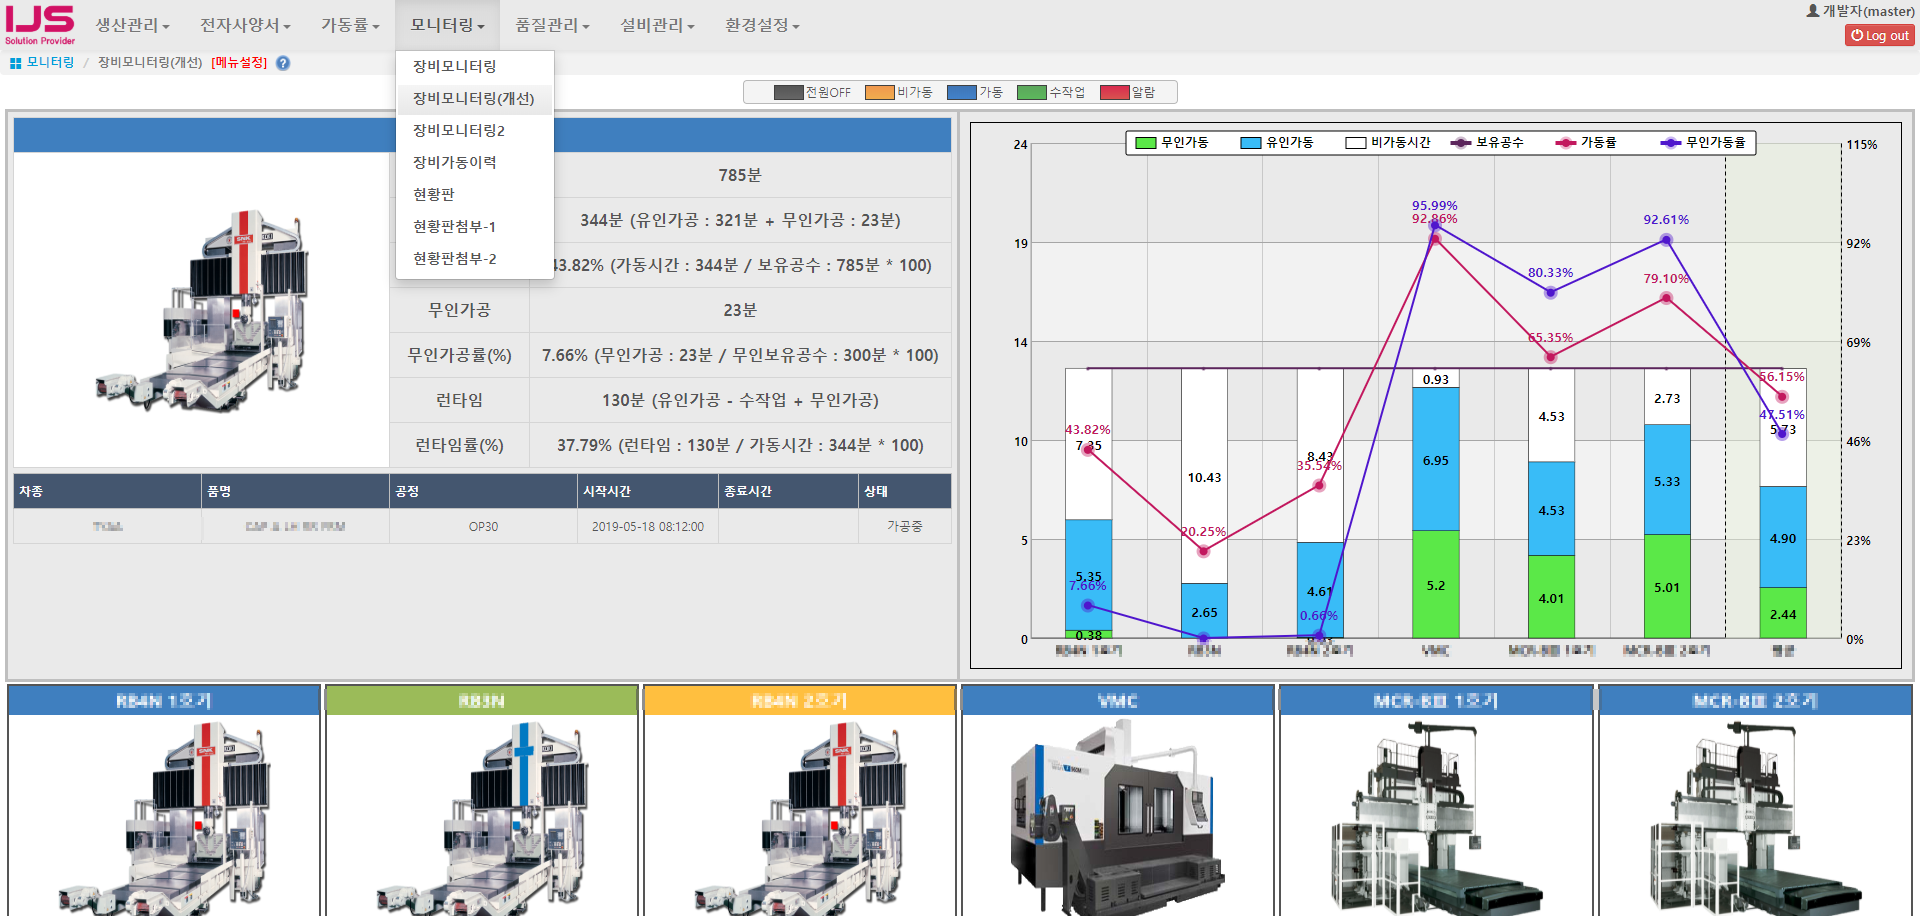 IJS
Solution Provider
생산관리 전자사양서 가동률 모니터링 품질관리 설비관리 환경설정
개발자(master)
Log out
모니터링 / 장비모니터링(개선) [메뉴설정] ?
장비모니터링
장비모니터링(개선)
장비모니터링2
장비가동이력
현황판
현황판첨부-1
현황판첨부-2
전원OFF 비가동 가동 수작업 알람
785분
344분 (유인가공 : 321분 + 무인가공 : 23분)
43.82% (가동시간 : 344분 / 보유공수 : 785분 * 100)
무인가공 23분
무인가공률(%) 7.66% (무인가공 : 23분 / 무인보유공수 : 300분 * 100)
런타임 130분 (유인가공 - 수작업 + 무인가공)
런타임률(%) 37.79% (런타임 : 130분 / 가동시간 : 344분 * 100)
차종 품명 공정 시작시간 종료시간 상태
OP30 2019-05-18 08:12:00 가공중
무인가동 유인가동 비가동시간 보유공수 가동률 무인가동률
24 115%
19 92%
14 69%
10 46%
5 23%
0 0%
95.99%
92.86%
92.61%
80.33%
79.10%
65.35%
56.15%
47.51%
43.82%
35.54%
20.25%
7.66%
0.66%
7.35 10.43 8.43 0.93 4.53 2.73 5.73
5.35 2.65 4.61 6.95 4.53 5.33 4.90
0.38 5.2 4.01 5.01 2.44
RB4N 1호기 RB3N RB4N 2호기 VMC
RB4N 1호기 RB3N RB4N 2호기 VMC
SNK
SNK
SNK